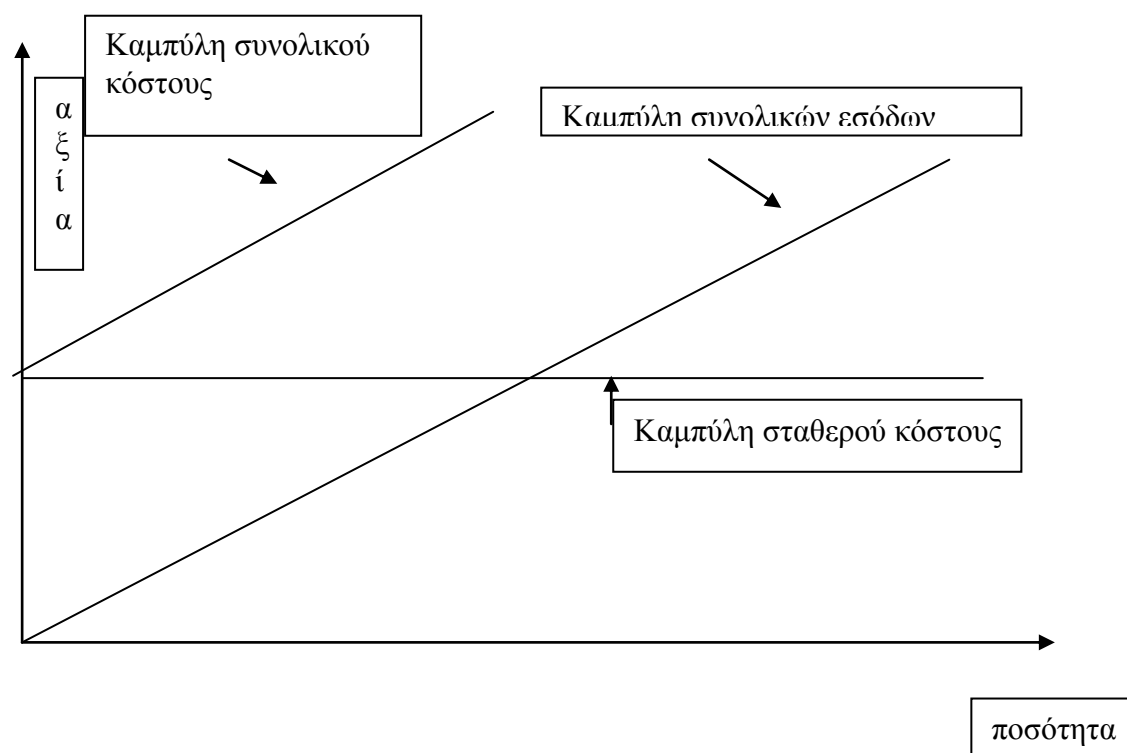 Καμπύλη συνολικού
κόστους
α
ξ
ί
α
Καμπύλη συνολικών εσόδων
Καμπύλη σταθερού κόστους
ποσότητα